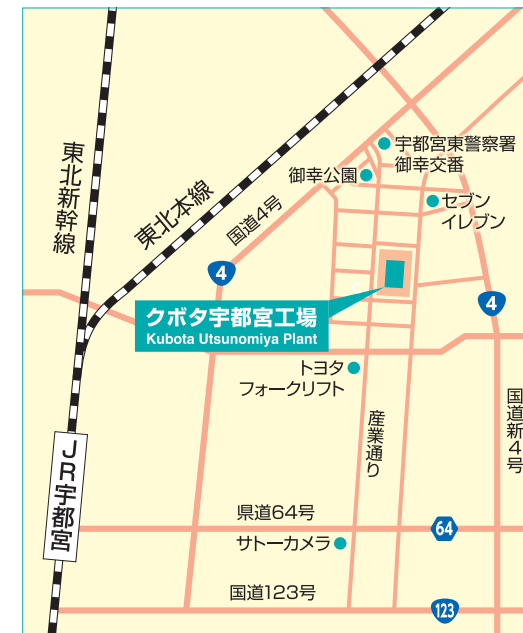 宇都宮東警察署
御幸交番
御幸公園
セブン
イレブン
東北新幹線
東北本線
国道4号
4
4
クボタ宇都宮工場
Kubota Utsunomiya Plant
トヨタ
フォークリフト
産業通り
国道新4号
JR宇都宮
県道64号
64
サトーカメラ
国道123号
123